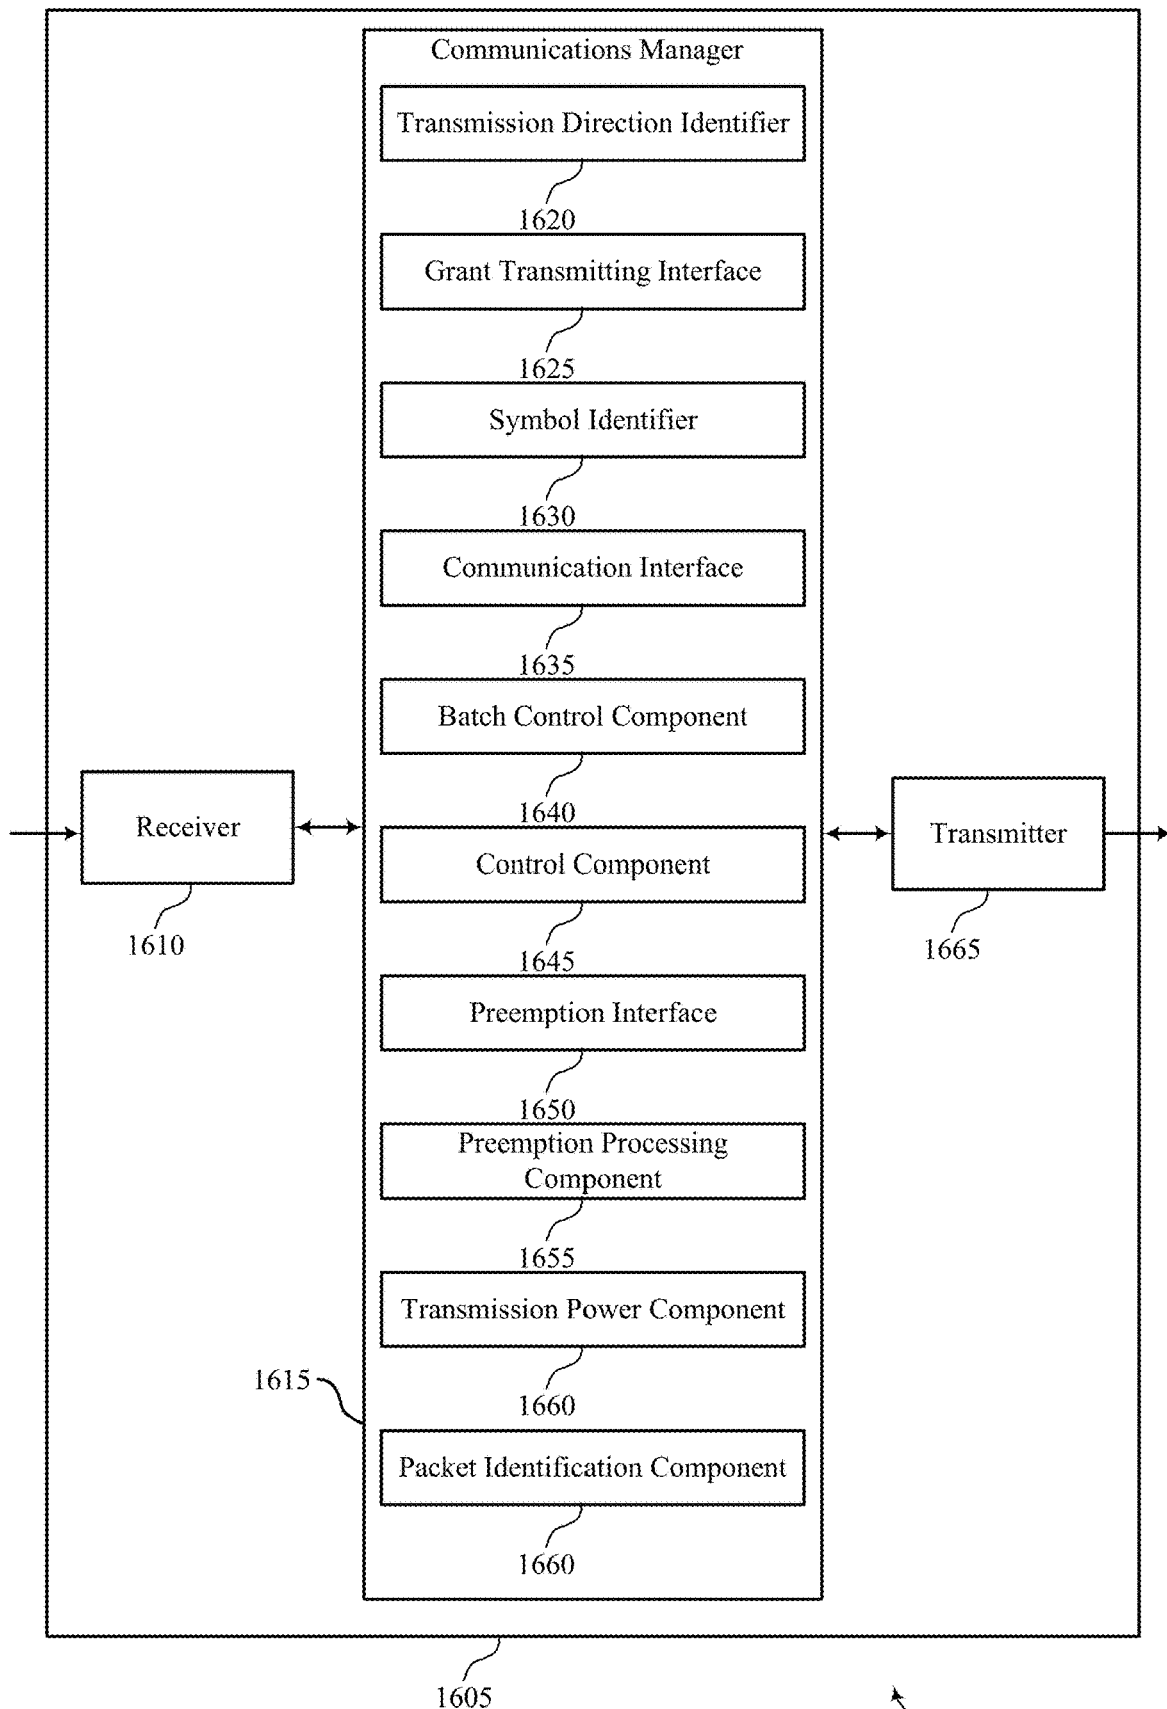 Communications Manager
Transmission Direction Identifier
1620
Grant Transmitting Interface
1625
Symbol Identifier
1630
Communication Interface
1635
Batch Control Component
1640
Receiver
1610
Control Component
1645
Transmitter
1665
Preemption Interface
1650
Preemption Processing
Component
1655
Transmission Power Component
1660
1615
Packet Identification Component
1660
1605